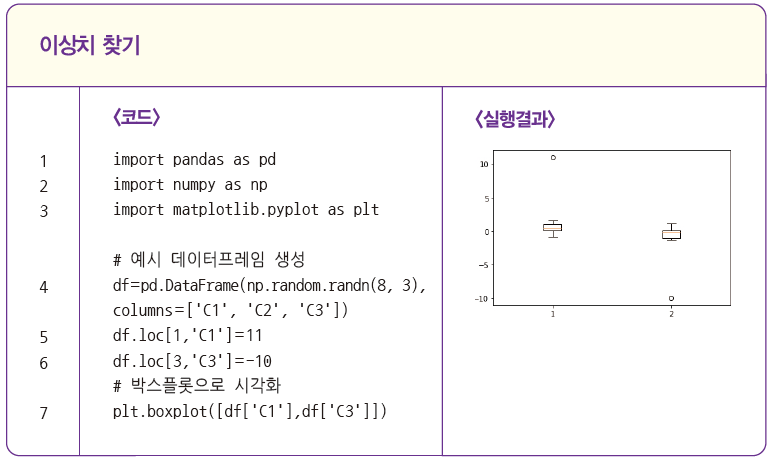 이상치 찾기
<코드>
1 import pandas as pd
2 import numpy as np
3 import matplotlib.pyplot as plt
# 예시 데이터프레임 생성
4 df=pd.DataFrame(np.random.randn(8, 3),
columns=['C1', 'C2', 'C3'])
5 df.loc[1,'C1']=11
6 df.loc[3,'C3']=-10
# 박스플롯으로 시각화
7 plt.boxplot([df['C1'],df['C3']])
<실행결과>
10
5
0
−5
−10
1 2